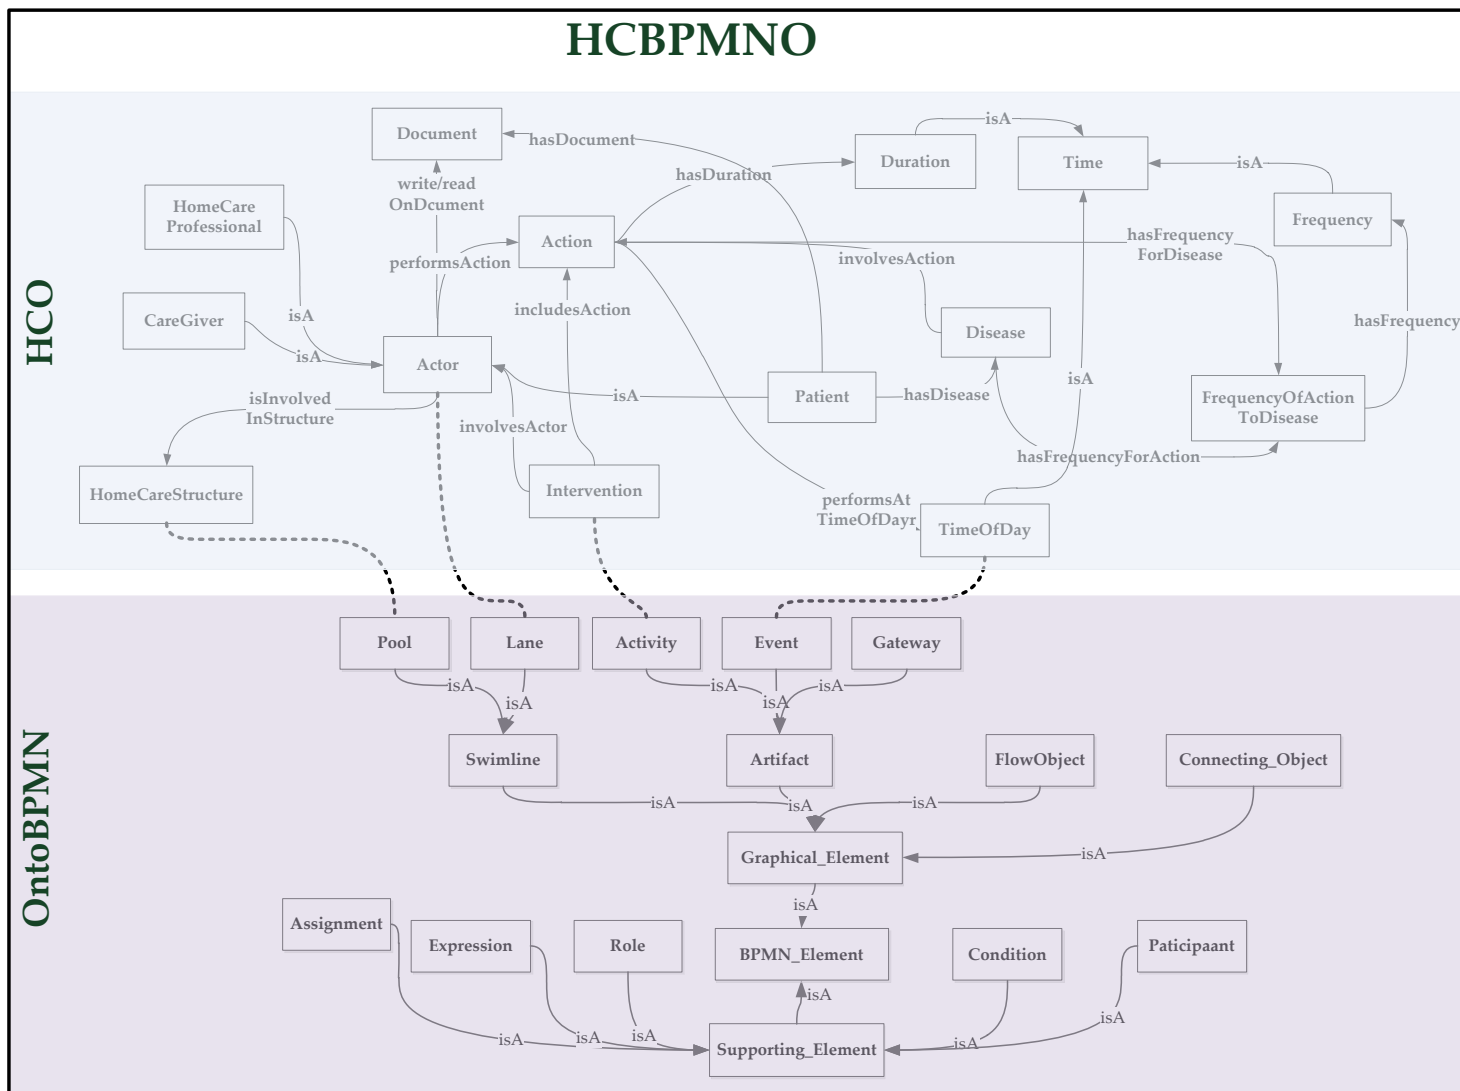 HCBPMNO
HCO
Document
hasDocument
isA
Duration
Time
isA
hasDuration
write/read
OnDcument
HomeCare
Professional
Action
Frequency
performsAction
involvesAction
hasFrequency
ForDisease
includesAction
CareGiver
isA
isA
Disease
hasFrequency
Actor
isA
Patient
hasDisease
isA
FrequencyOfAction
ToDisease
isInvolved
InStructure
involvesActor
hasFrequencyForAction
HomeCareStructure
Intervention
performsAt
TimeOfDayr
TimeOfDay
OntoBPMN
Pool
Lane
Activity
Event
Gateway
isA
isA
isA
isA
isA
Swimline
Artifact
FlowObject
Connecting_Object
isA
isA
isA
Graphical_Element
isA
isA
Assignment
Expression
Role
BPMN_Element
Condition
Paticipaant
isA
isA
isA
isA
isA
isA
Supporting_Element